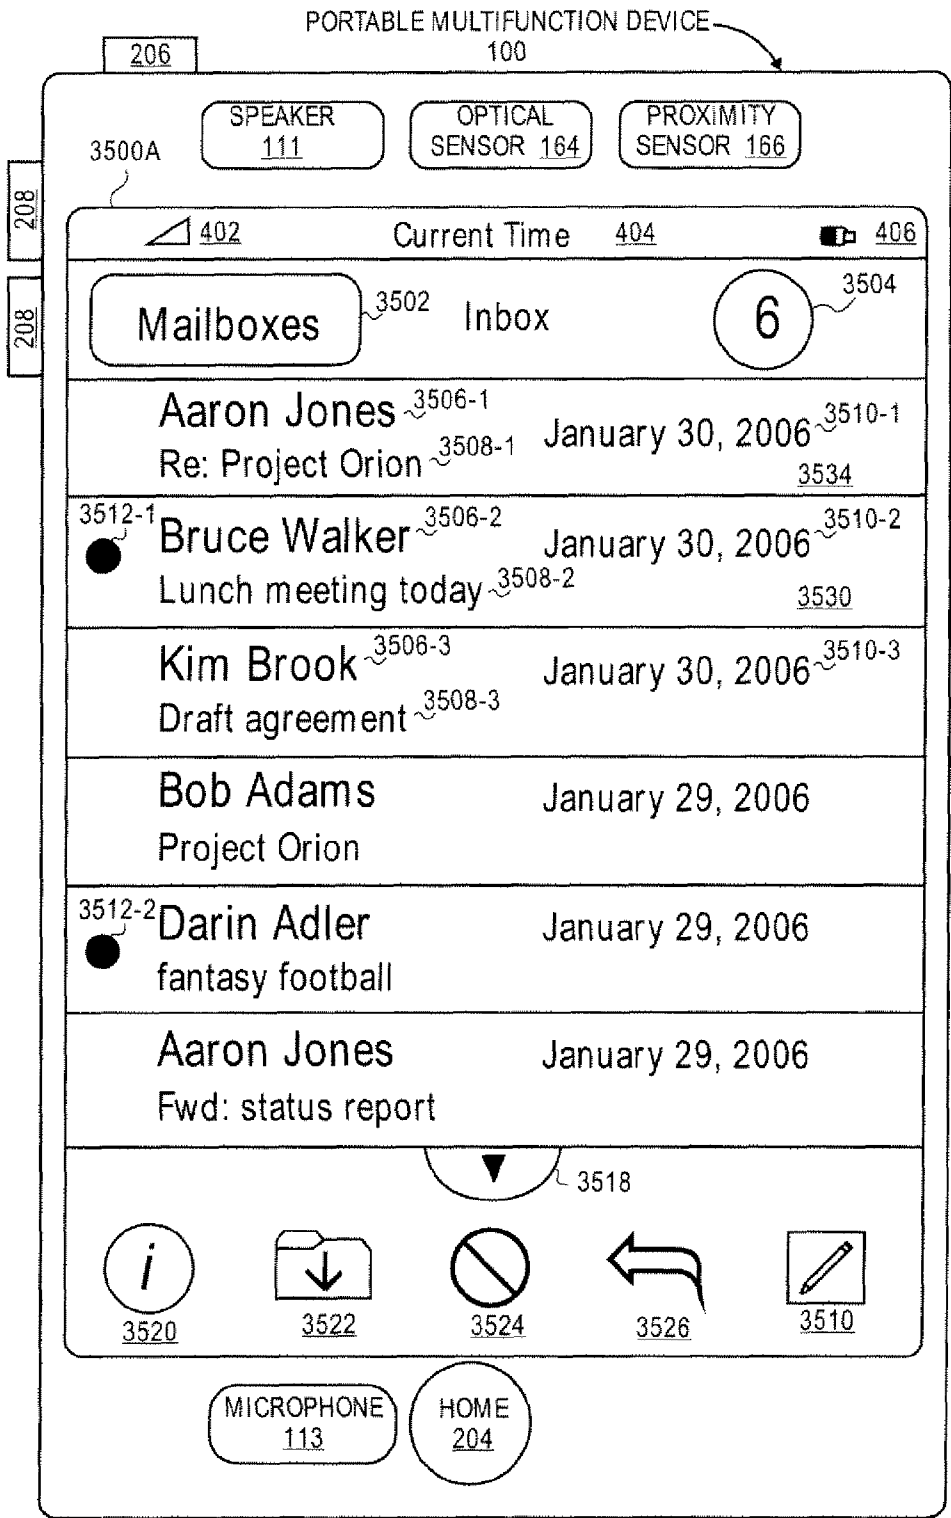 PORTABLE MULTIFUNCTION DEVICE
100
206
SPEAKER
111
OPTICAL
SENSOR 164
PROXIMITY
SENSOR 166
3500A
208
208
402 Current Time 404 406
Mailboxes 3502 Inbox 6 3504
Aaron Jones 3506-1
January 30, 2006 3510-1
Re: Project Orion 3508-1
3534
3512-1
Bruce Walker 3506-2
January 30, 2006 3510-2
Lunch meeting today 3508-2
3530
Kim Brook 3506-3
January 30, 2006 3510-3
Draft agreement 3508-3
Bob Adams
January 29, 2006
Project Orion
3512-2
Darin Adler
January 29, 2006
fantasy football
Aaron Jones
January 29, 2006
Fwd: status report
3518
i
3520 3522 3524 3526 3510
MICROPHONE
113
HOME
204